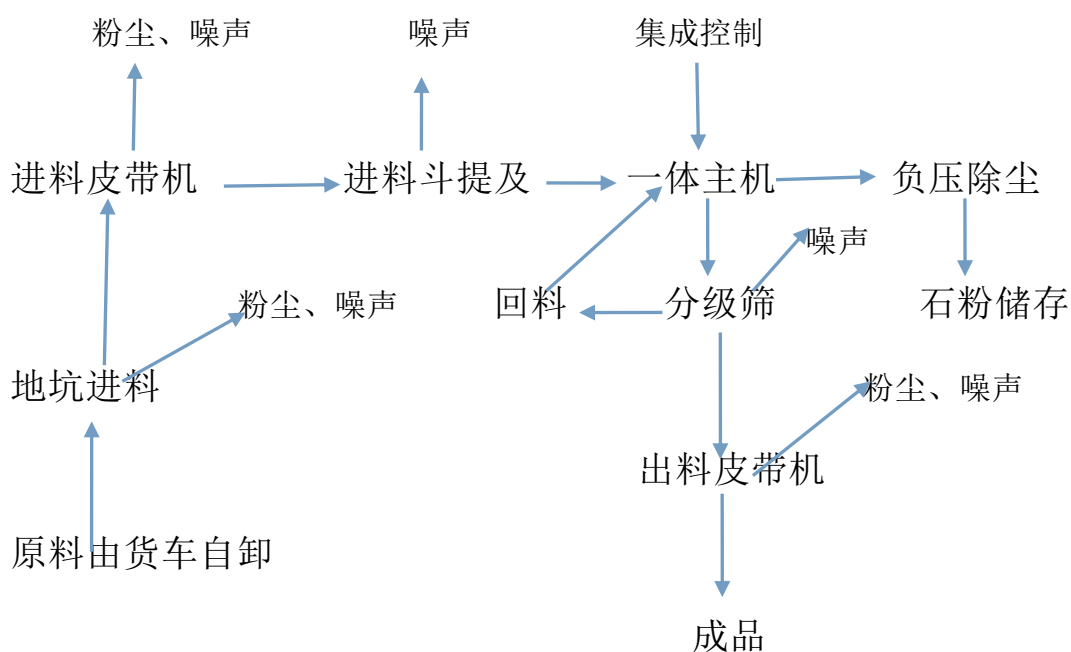 粉尘、噪声
噪声
集成控制
进料皮带机
进料斗提及
一体主机
负压除尘
噪声
粉尘、噪声
回料
分级筛
石粉储存
地坑进料
粉尘、噪声
出料皮带机
原料由货车自卸
成品